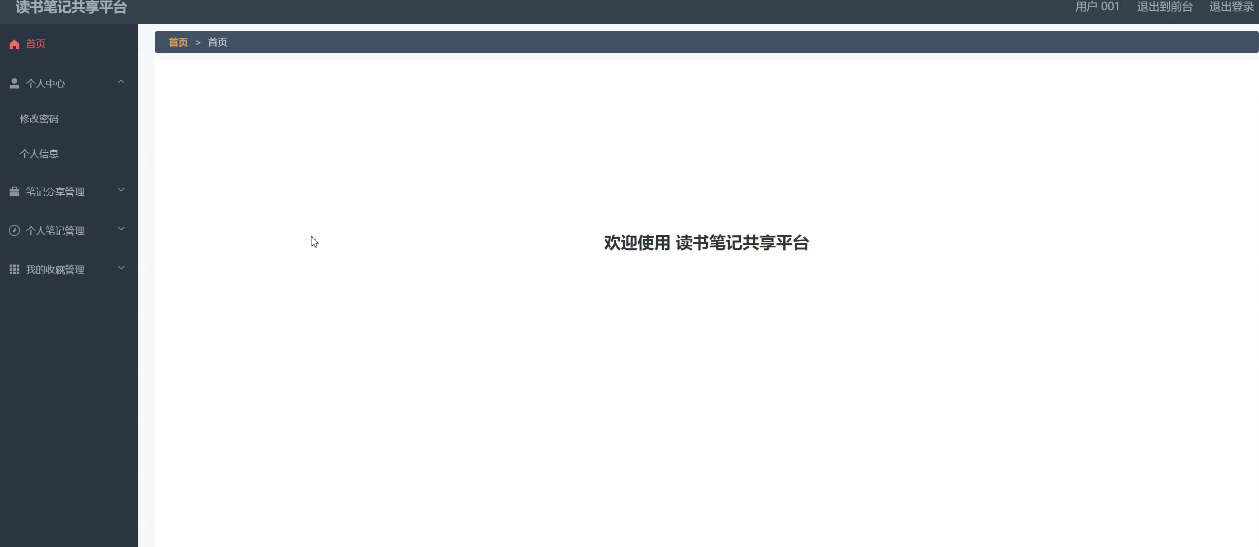 读书笔记共享平台
用户 001 退出到前台 退出登录
首页
个人中心
修改密码
个人信息
笔记分享管理
个人笔记管理
我的收藏管理
首页 > 首页
欢迎使用 读书笔记共享平台